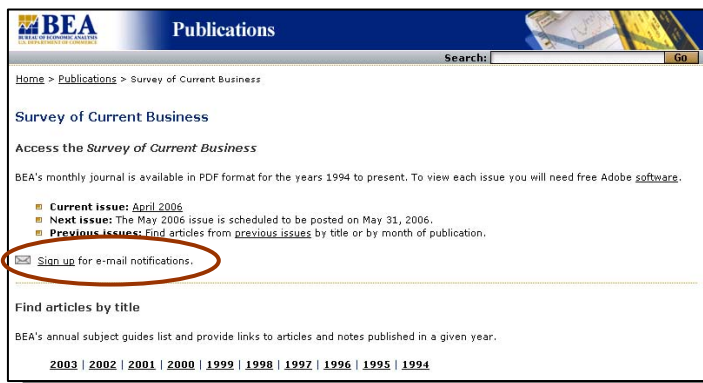 BEA
BUREAU OF ECONOMIC ANALYSIS
U.S. DEPARTMENT OF COMMERCE
Publications
Search: Go
Home > Publications > Survey of Current Business
Survey of Current Business
Access the Survey of Current Business
BEA's monthly journal is available in PDF format for the years 1994 to present. To view each issue you will need free Adobe software.
Current issue: April 2006
Next issue: The May 2006 issue is scheduled to be posted on May 31, 2006.
Previous issues: Find articles from previous issues by title or by month of publication.
Sign up for e-mail notifications.
Find articles by title
BEA's annual subject guides list and provide links to articles and notes published in a given year.
2003 | 2002 | 2001 | 2000 | 1999 | 1998 | 1997 | 1996 | 1995 | 1994